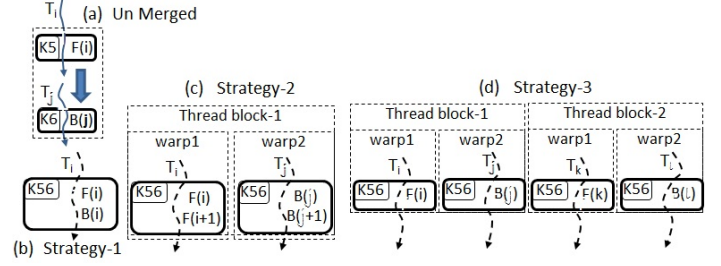 (a) Un Merged
Ti
K5 F(i)
Tj
K6 B(j)
Ti
K56 F(i)
B(i)
(b) Strategy-1
(c) Strategy-2
Thread block-1
warp1 warp2
Ti Tj
K56 F(i) K56 B(j)
F(i+1) B(j+1)
(d) Strategy-3
Thread block-1 Thread block-2
warp1 warp2 warp1 warp2
Ti Tj Tk
K56 F(i) K56 B(j) K56 F(k) K56